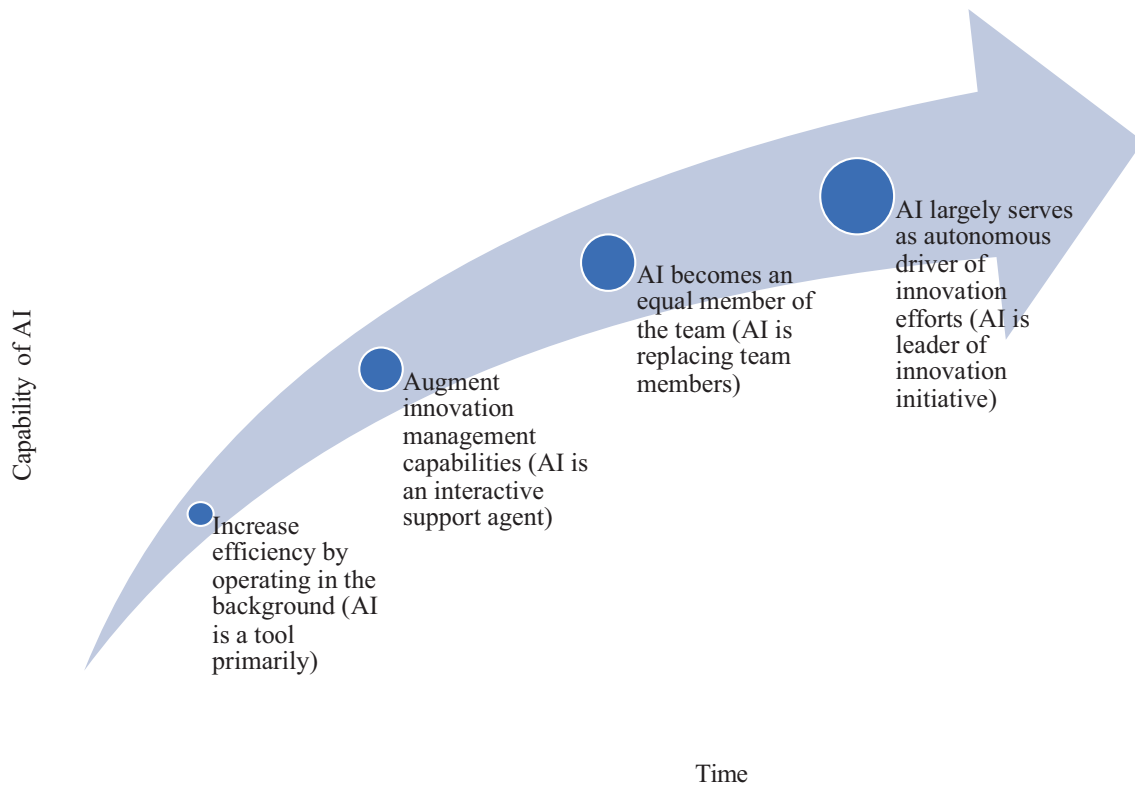 Capability of AI
Increase
efficiency by
operating in the
background (AI
is a tool
primarily)
Augment
innovation
management
capabilities (AI is
an interactive
support agent)
AI becomes an
equal member of
the team (AI is
replacing team
members)
AI largely serves
as autonomous
driver of
innovation
efforts (AI is
leader of
innovation
initiative)
Time